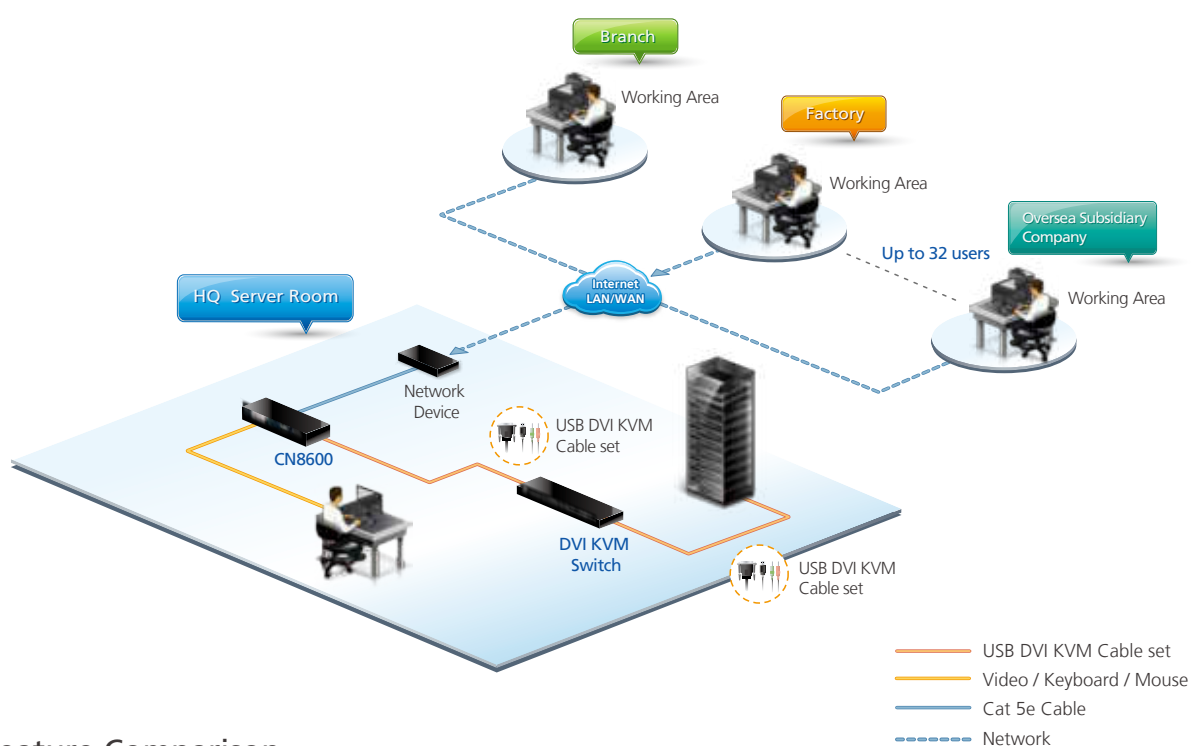 Branch
Working Area
Factory
Working Area
Oversea Subsidiary
Company
Up to 32 users
Working Area
Internet
LAN/WAN
HQ Server Room
Network
Device
CN8600
USB DVI KVM
Cable set
DVI KVM
Switch
USB DVI KVM
Cable set
USB DVI KVM Cable set
Video / Keyboard / Mouse
Cat 5e Cable
Network
Comparison